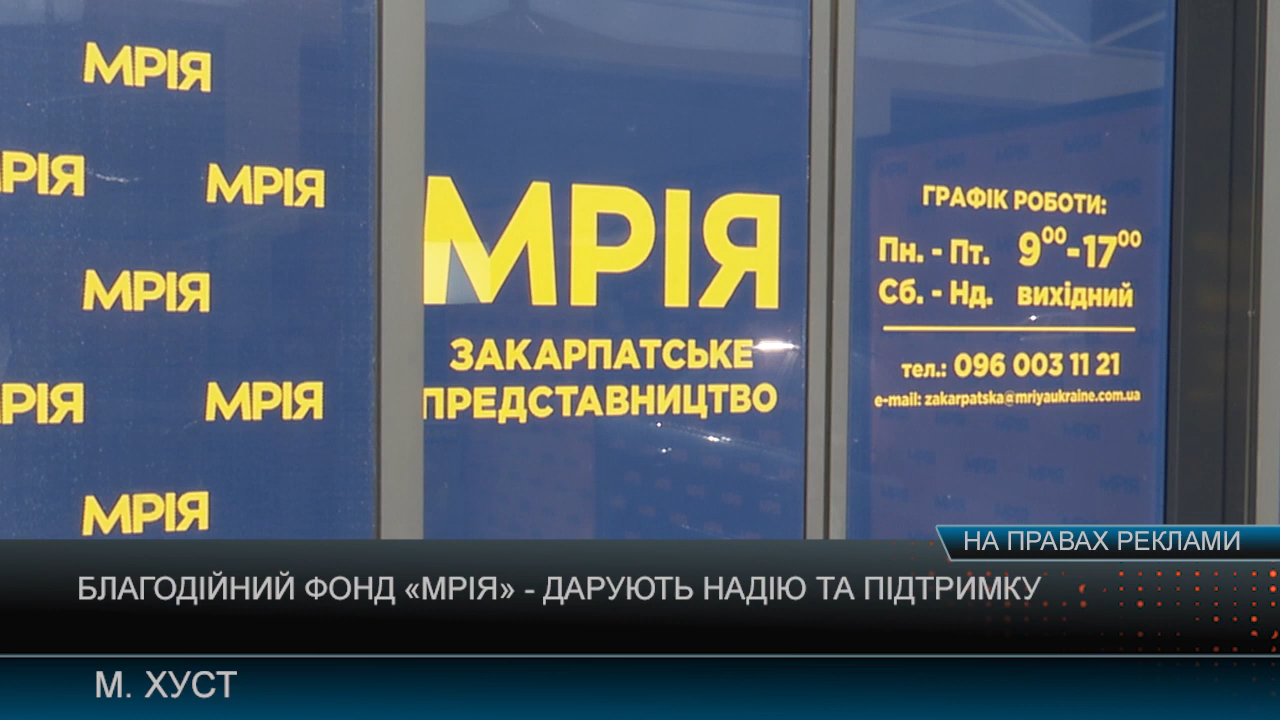 МРІЯ
РІЯ МРІЯ
МРІЯ
РІЯ МРІЯ
МРІЯ
МРІЯ
ЗАКАРПАТСЬКЕ
ПРЕДСТАВНИЦТВО
ГРАФІК РОБОТИ:
Пн. - Пт. 9⁰⁰-17⁰⁰
Сб. - Нд. вихідний
тел.: 096 003 11 21
e-mail: zakarpatska@mriyaukraine.com.ua
НА ПРАВАХ РЕКЛАМИ
БЛАГОДІЙНИЙ ФОНД «МРІЯ» - ДАРУЮТЬ НАДІЮ ТА ПІДТРИМКУ
М. ХУСТ